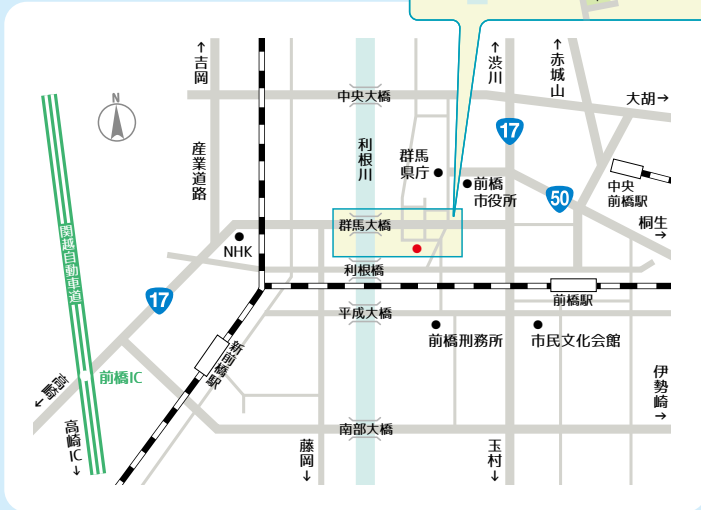 ↑吉岡
↑渋川
↑赤城山
N
中央大橋
大胡→
17
産業道路
利根川
群馬
県庁
前橋
市役所
50
中央
前橋駅
桐生
→
群馬大橋
NHK
関越自動車道
利根橋
17
前橋駅
平成大橋
前橋刑務所
市民文化会館
新前橋駅
前橋IC
高崎
↓
伊勢崎
→
高崎IC↓
南部大橋
藤岡↓
玉村↓